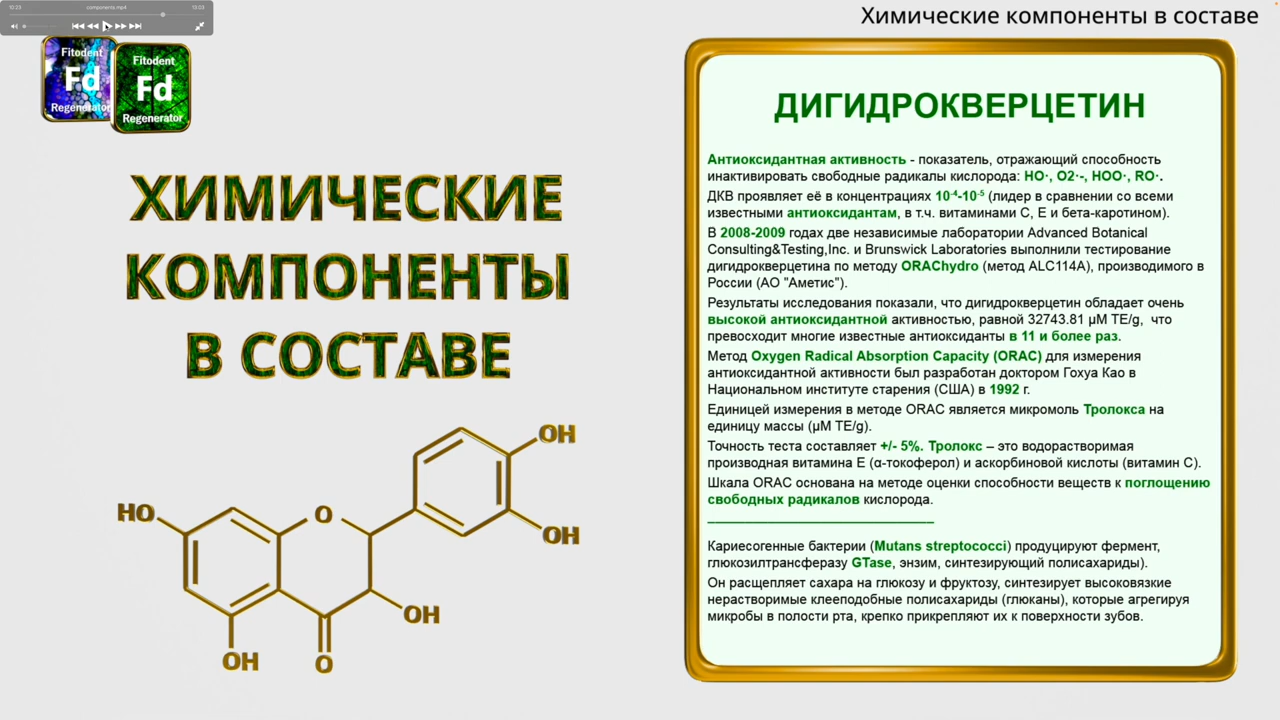 10:23
components.mp4
13:03
Химические компоненты в составе
Fitodent
Fd
Regenerator
Fitodent
Fd
Regenerator
ХИМИЧЕСКИЕ
КОМПОНЕНТЫ
В СОСТАВЕ
OH
HO
O
OH
OH
OH
O
ДИГИДРОКВЕРЦЕТИН
Антиоксидантная активность - показатель, отражающий способность
инактивировать свободные радикалы кислорода: HO·, O2·-, HOO·, RO·.
ДКВ проявляет её в концентрациях 10⁻⁴-10⁻⁵ (лидер в сравнении со всеми
известными антиоксидантам, в т.ч. витаминами С, Е и бета-каротином).
В 2008-2009 годах две независимые лаборатории Advanced Botanical
Consulting&Testing,Inc. и Brunswick Laboratories выполнили тестирование
дигидрокверцетина по методу ORAChydro (метод ALC114A), производимого в
России (АО "Аметис").
Результаты исследования показали, что дигидрокверцетин обладает очень
высокой антиоксидантной активностью, равной 32743.81 μM TE/g, что
превосходит многие известные антиоксиданты в 11 и более раз.
Метод Oxygen Radical Absorption Capacity (ORAC) для измерения
антиоксидантной активности был разработан доктором Гохуа Као в
Национальном институте старения (США) в 1992 г.
Единицей измерения в методе ORAC является микромоль Тролокса на
единицу массы (μM TE/g).
Точность теста составляет +/- 5%. Тролокс – это водорастворимая
производная витамина Е (α-токоферол) и аскорбиновой кислоты (витамин С).
Шкала ORAC основана на методе оценки способности веществ к поглощению
свободных радикалов кислорода.
Кариесогенные бактерии (Mutans streptococci) продуцируют фермент,
глюкозилтрансферазу GTase, энзим, синтезирующий полисахариды).
Он расщепляет сахара на глюкозу и фруктозу, синтезирует высоковязкие
нерастворимые клееподобные полисахариды (глюканы), которые агрегируя
микробы в полости рта, крепко прикрепляют их к поверхности зубов.